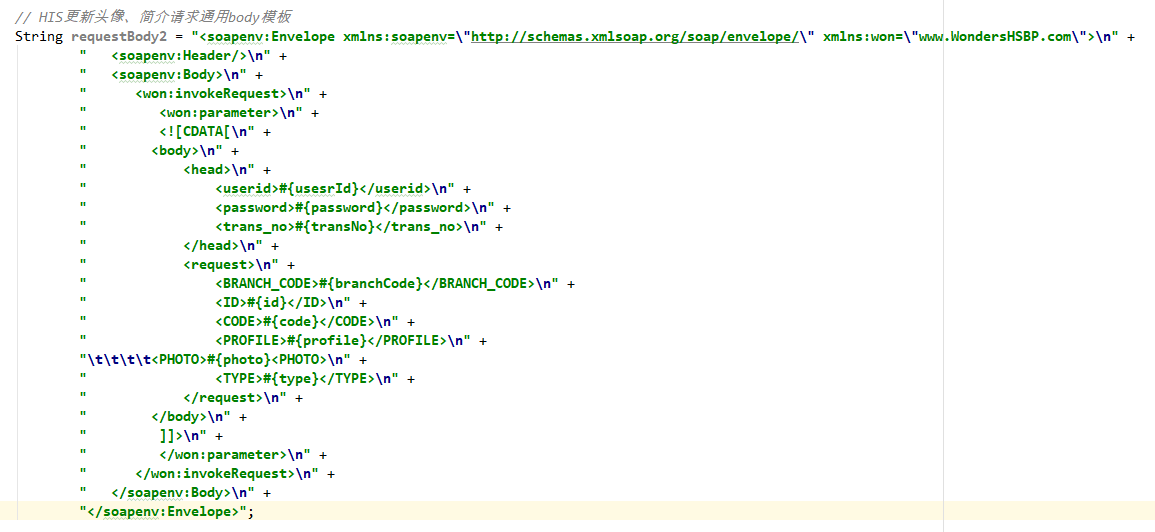 // HIS更新头像、简介请求通用body模板
String requestBody2 = "<soapenv:Envelope xmlns:soapenv=\"http://schemas.xmlsoap.org/soap/envelope/\" xmlns:won=\"www.WondersHSBP.com\">\n" +
"   <soapenv:Header/>\n" +
"   <soapenv:Body>\n" +
"      <won:invokeRequest>\n" +
"         <won:parameter>\n" +
"         <![CDATA[\n" +
"        <body>\n" +
"            <head>\n" +
"                <userid>#{usesrId}</userid>\n" +
"                <password>#{password}</password>\n" +
"                <trans_no>#{transNo}</trans_no>\n" +
"            </head>\n" +
"            <request>\n" +
"                <BRANCH_CODE>#{branchCode}</BRANCH_CODE>\n" +
"                <ID>#{id}</ID>\n" +
"                <CODE>#{code}</CODE>\n" +
"                <PROFILE>#{profile}</PROFILE>\n" +
"\t\t\t\t<PHOTO>#{photo}<PHOTO>\n" +
"                <TYPE>#{type}</TYPE>\n" +
"            </request>\n" +
"        </body>\n" +
"         ]]>\n" +
"         </won:parameter>\n" +
"      </won:invokeRequest>\n" +
"   </soapenv:Body>\n" +
"</soapenv:Envelope>";